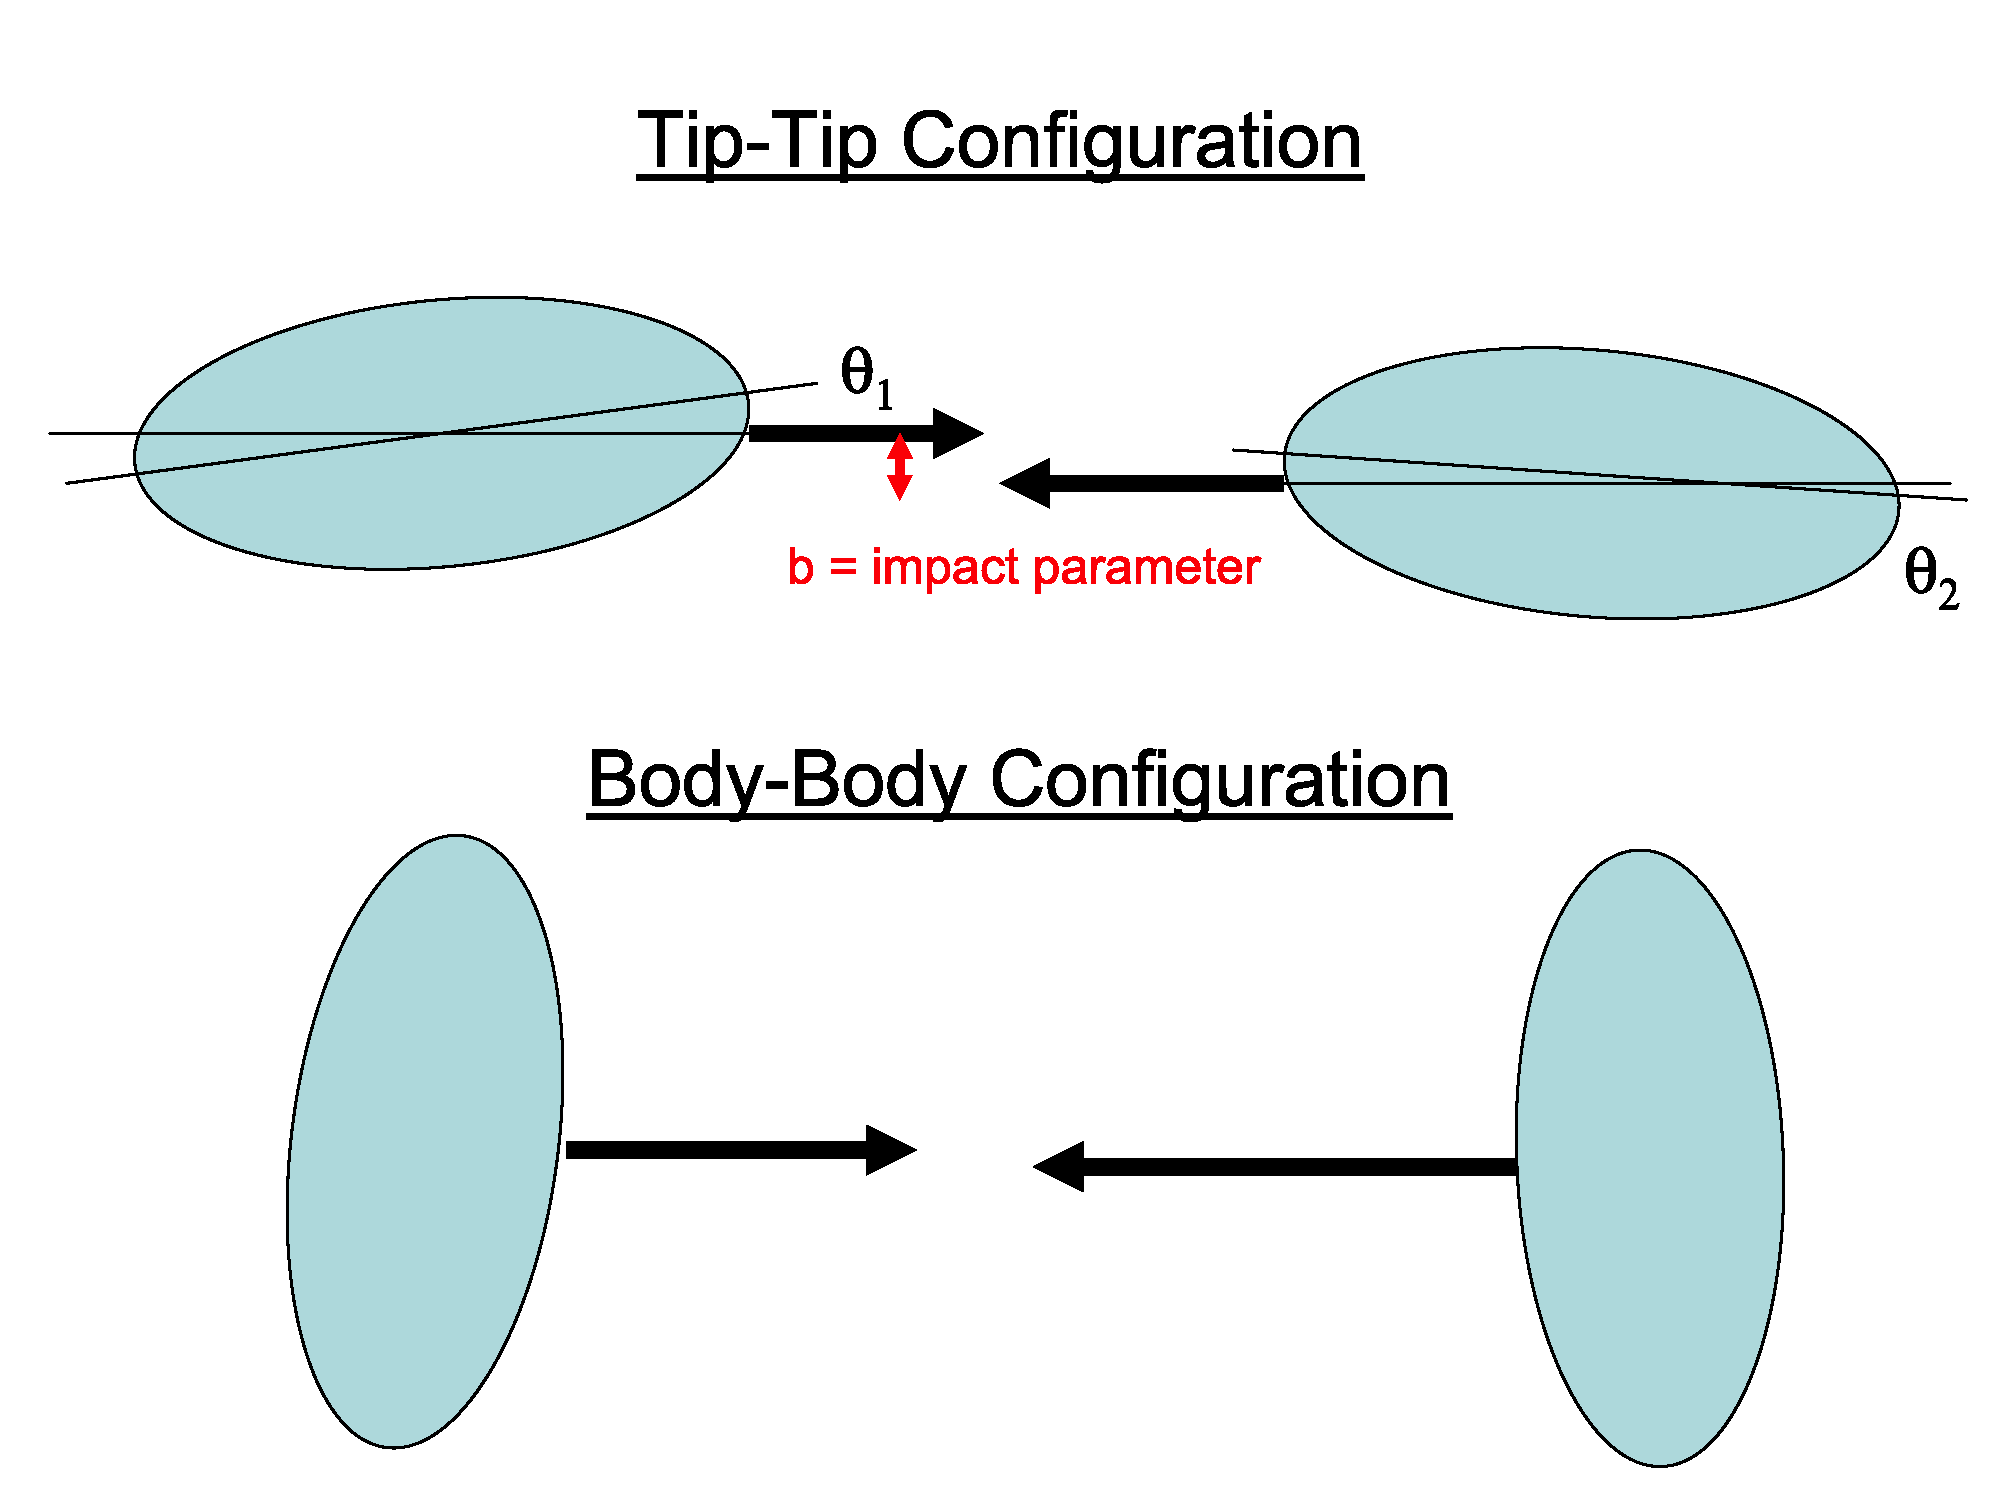 Tip-Tip Configuration
θ₁
b = impact parameter
θ₂
Body-Body Configuration